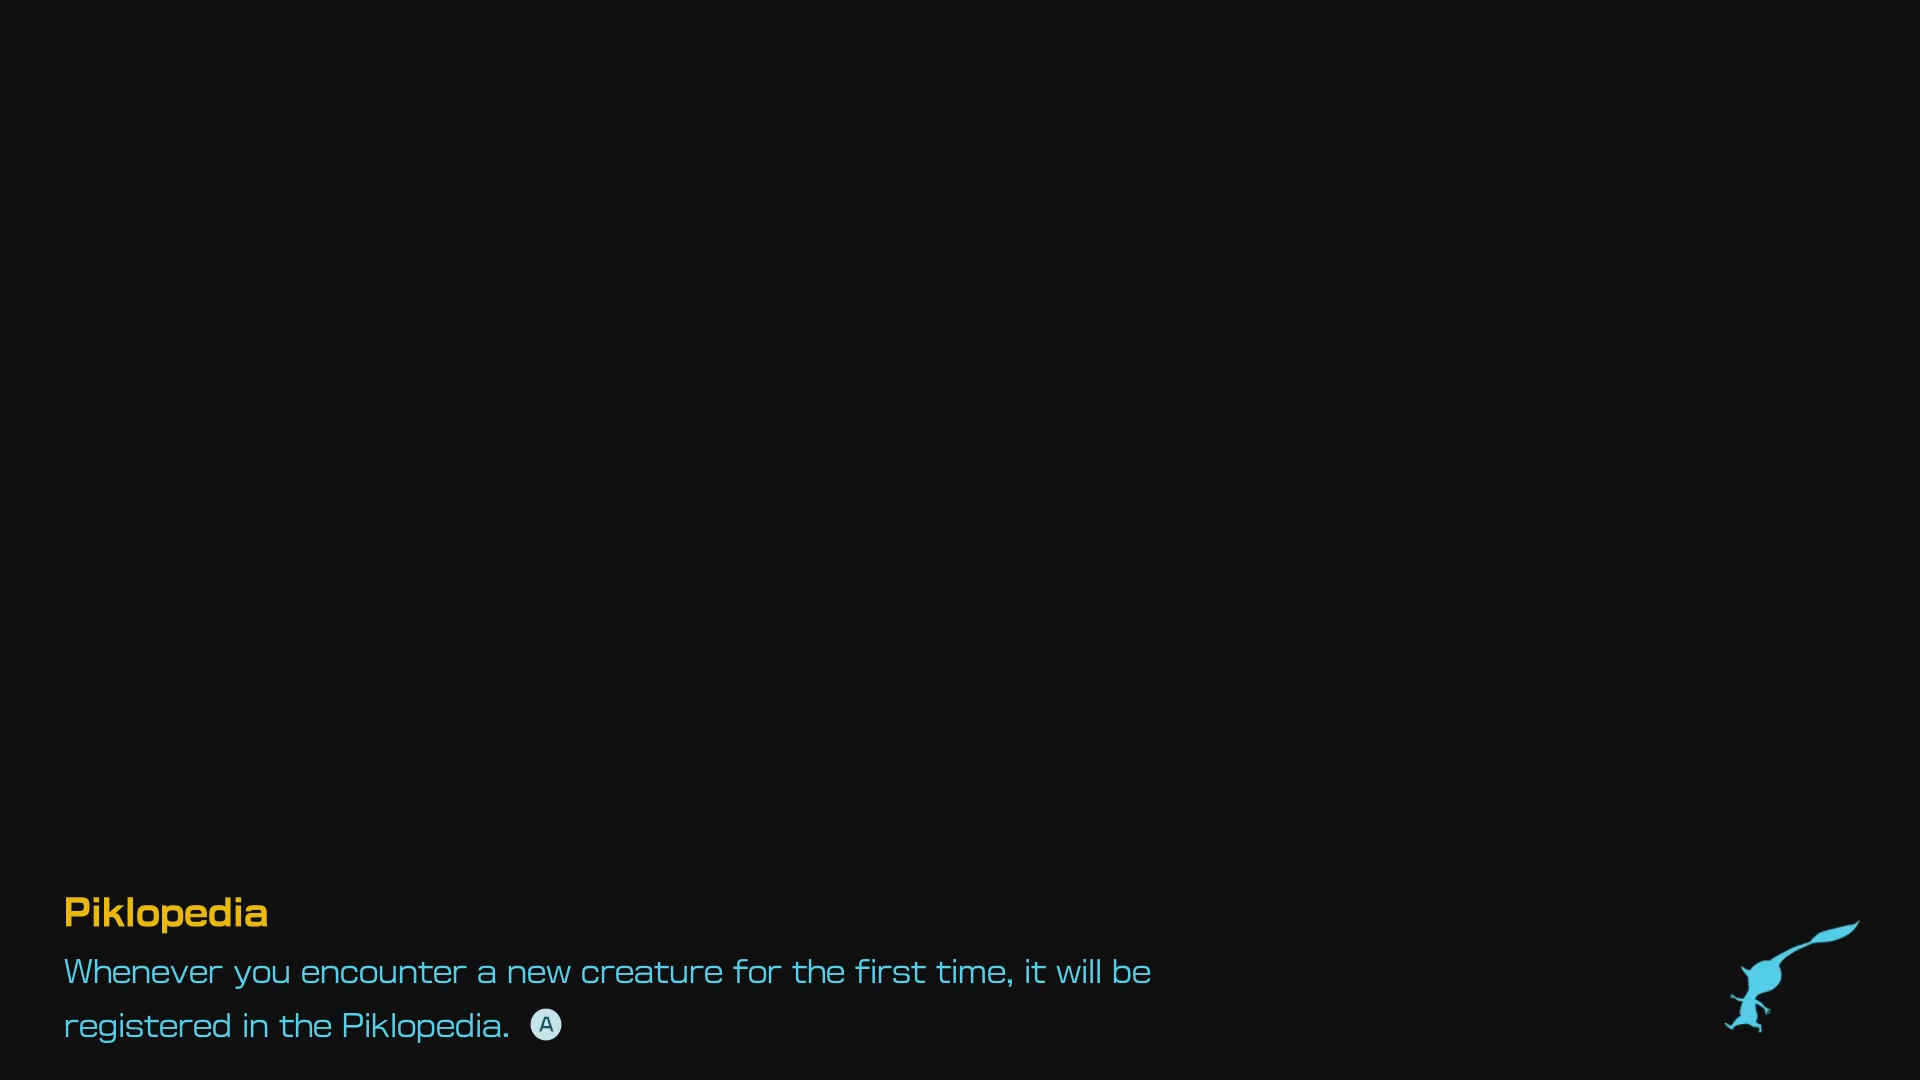 Piklopedia
Whenever you encounter a new creature for the first time, it will be
registered in the Piklopedia. A